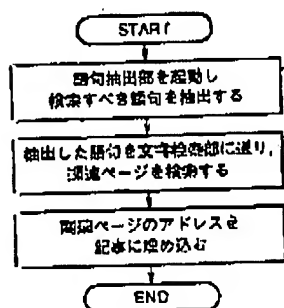 START
語句抽出部を起動し
検索すべき語句を抽出する
抽出した語句を文字検索部に送り,
関連ページを検索する
関連ページのアドレスを
記事に埋め込む
END